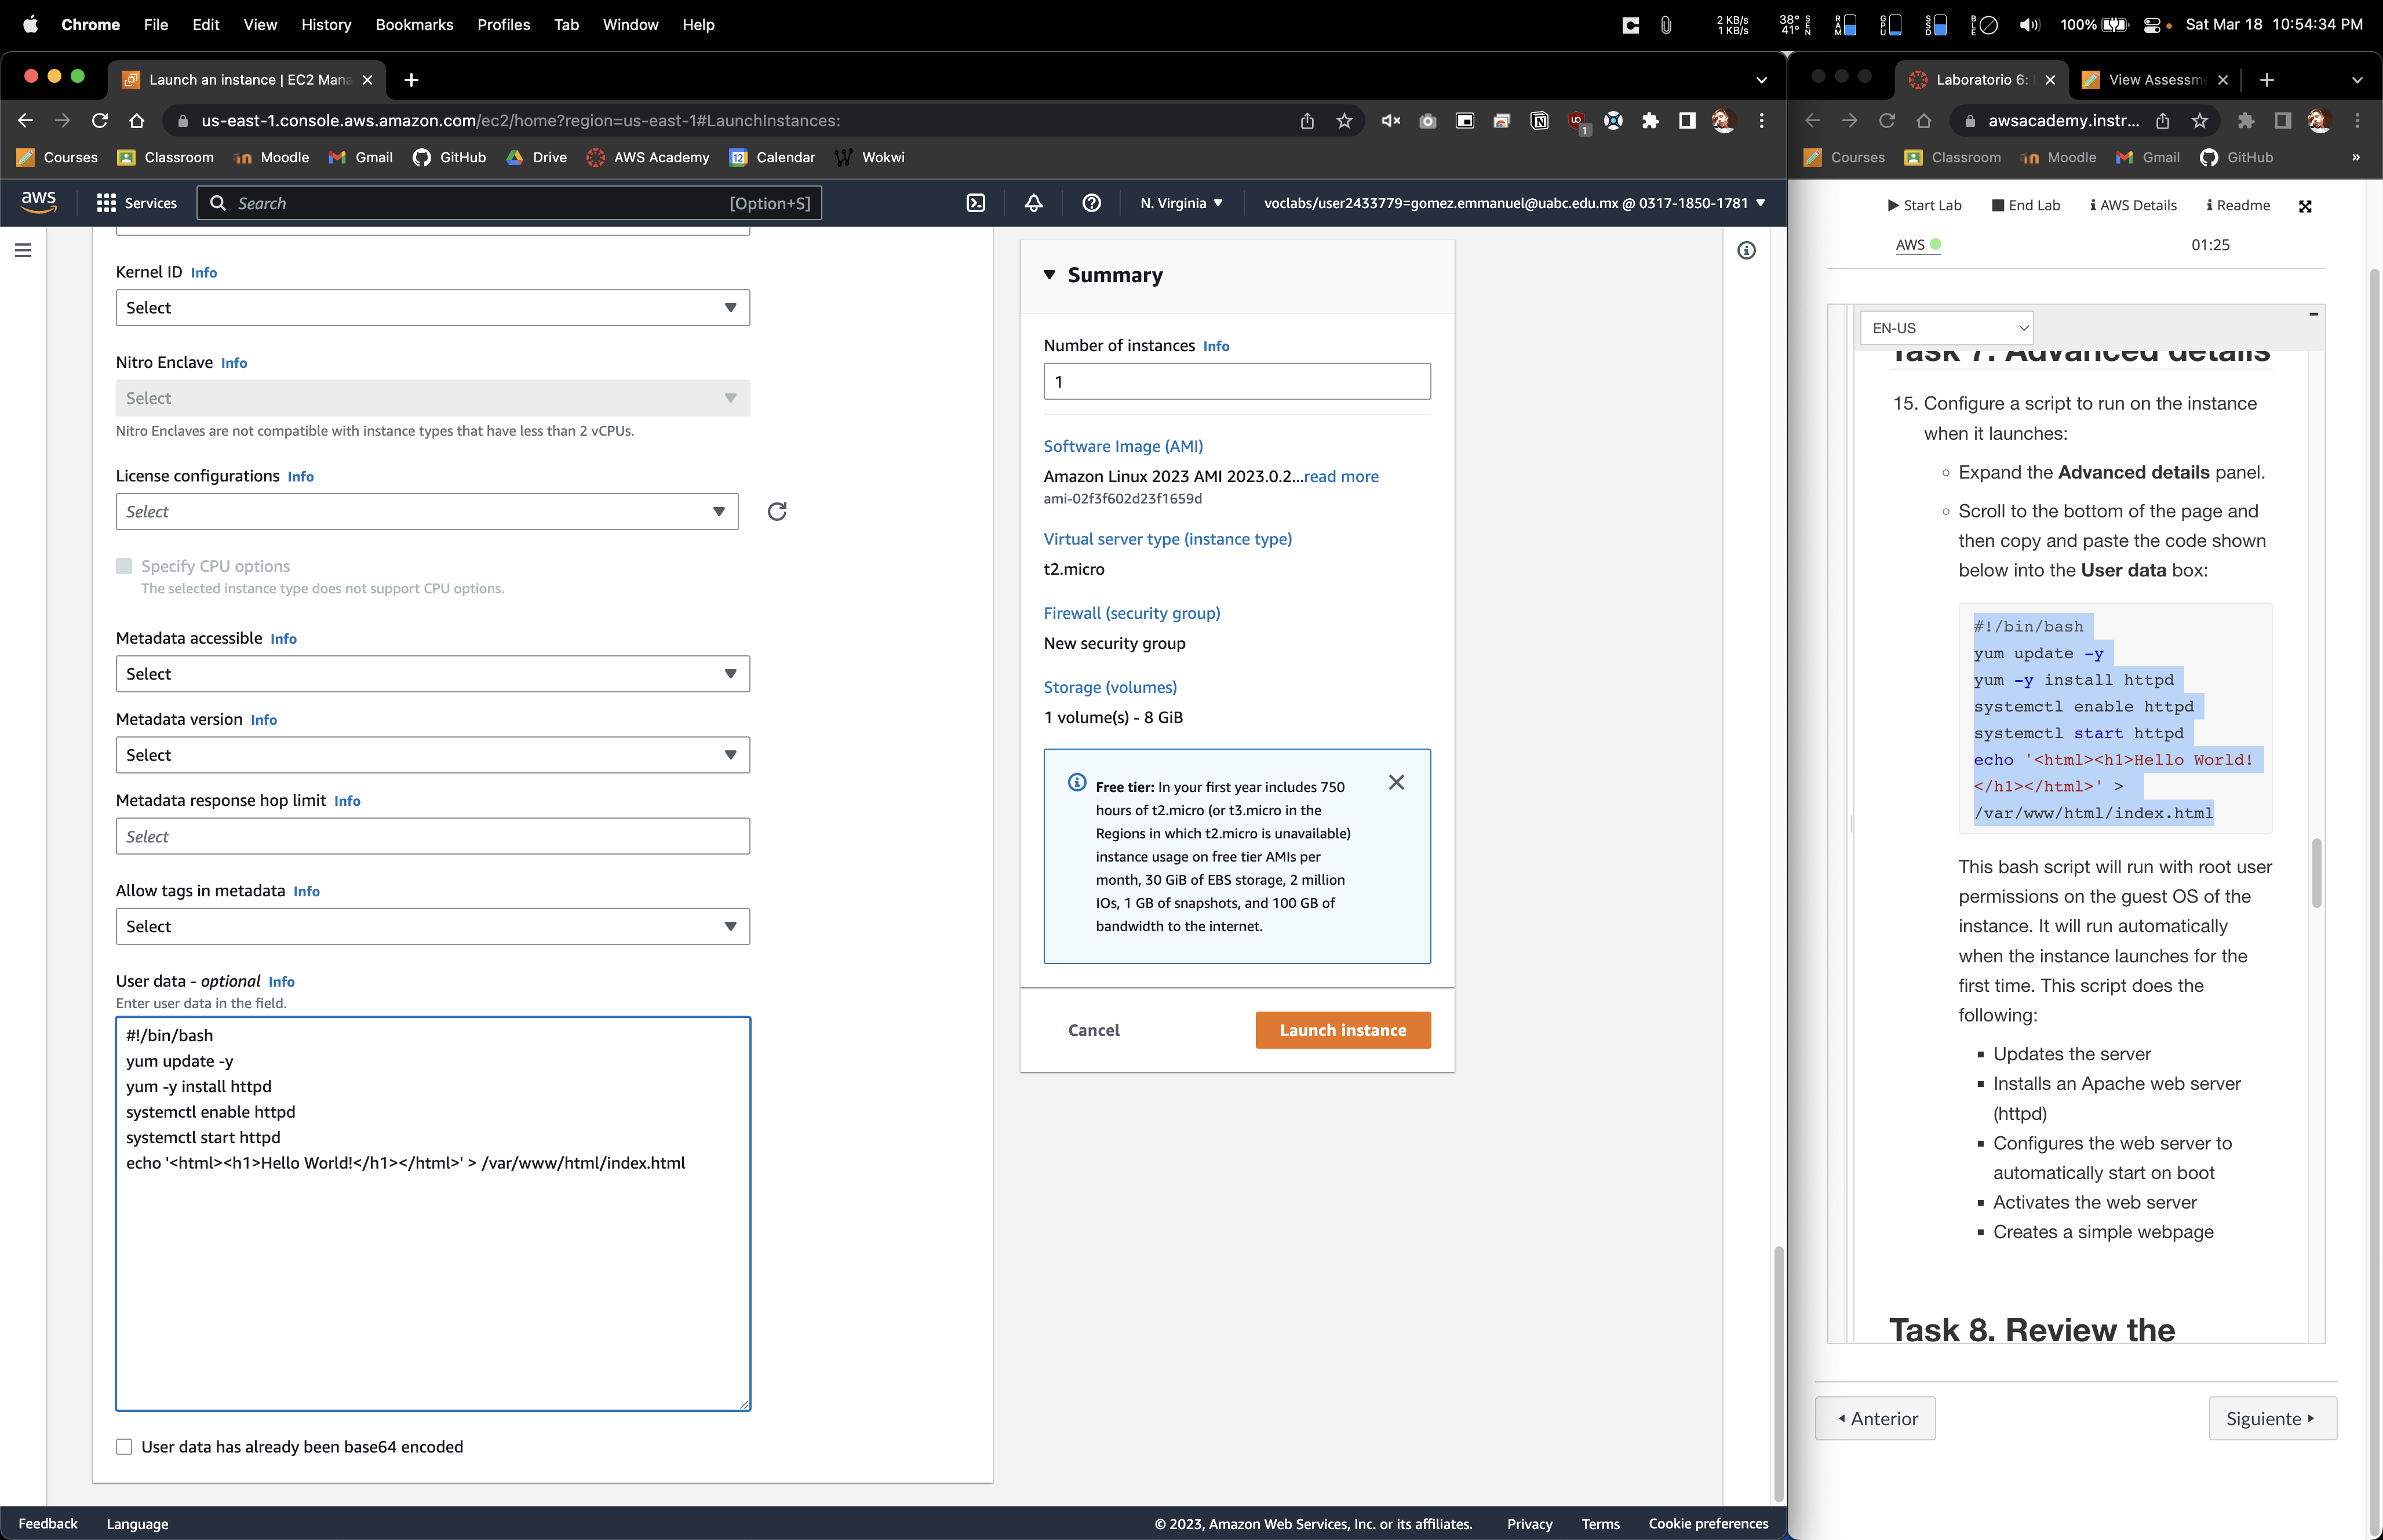 Chrome File Edit View History Bookmarks Profiles Tab Window Help
2 KB/s
1 KB/s
38°
41°
SEN
RAM
GPU
SSD
BLE
100%
Sat Mar 18 10:54:34 PM
Launch an instance | EC2 Mana
us-east-1.console.aws.amazon.com/ec2/home?region=us-east-1#LaunchInstances:
1
Courses Classroom Moodle Gmail GitHub Drive AWS Academy 12 Calendar Wokwi
aws Services Search [Option+S] N. Virginia voclabs/user2433779=gomez.emmanuel@uabc.edu.mx @ 0317-1850-1781
Kernel ID Info
Select
Nitro Enclave Info
Select
Nitro Enclaves are not compatible with instance types that have less than 2 vCPUs.
License configurations Info
Select
Specify CPU options
The selected instance type does not support CPU options.
Metadata accessible Info
Select
Metadata version Info
Select
Metadata response hop limit Info
Select
Allow tags in metadata Info
Select
User data - optional Info
Enter user data in the field.
#!/bin/bash
yum update -y
yum -y install httpd
systemctl enable httpd
systemctl start httpd
echo '<html><h1>Hello World!</h1></html>' > /var/www/html/index.html
User data has already been base64 encoded
Summary
Number of instances Info
1
Software Image (AMI)
Amazon Linux 2023 AMI 2023.0.2...read more
ami-02f3f602d23f1659d
Virtual server type (instance type)
t2.micro
Firewall (security group)
New security group
Storage (volumes)
1 volume(s) - 8 GiB
Free tier: In your first year includes 750
hours of t2.micro (or t3.micro in the
Regions in which t2.micro is unavailable)
instance usage on free tier AMIs per
month, 30 GiB of EBS storage, 2 million
IOs, 1 GB of snapshots, and 100 GB of
bandwidth to the internet.
Cancel Launch instance
Feedback Language © 2023, Amazon Web Services, Inc. or its affiliates. Privacy Terms Cookie preferences
Laboratorio 6: View Assessme
awsacademy.instr...
Courses Classroom Moodle Gmail GitHub »
Start Lab End Lab AWS Details Readme
AWS 01:25
EN-US
Task 7. Advanced details
15. Configure a script to run on the instance
when it launches:
Expand the Advanced details panel.
Scroll to the bottom of the page and
then copy and paste the code shown
below into the User data box:
#!/bin/bash
yum update -y
yum -y install httpd
systemctl enable httpd
systemctl start httpd
echo '<html><h1>Hello World!
</h1></html>' >
/var/www/html/index.html
This bash script will run with root user
permissions on the guest OS of the
instance. It will run automatically
when the instance launches for the
first time. This script does the
following:
Updates the server
Installs an Apache web server
(httpd)
Configures the web server to
automatically start on boot
Activates the web server
Creates a simple webpage
Task 8. Review the
Anterior Siguiente